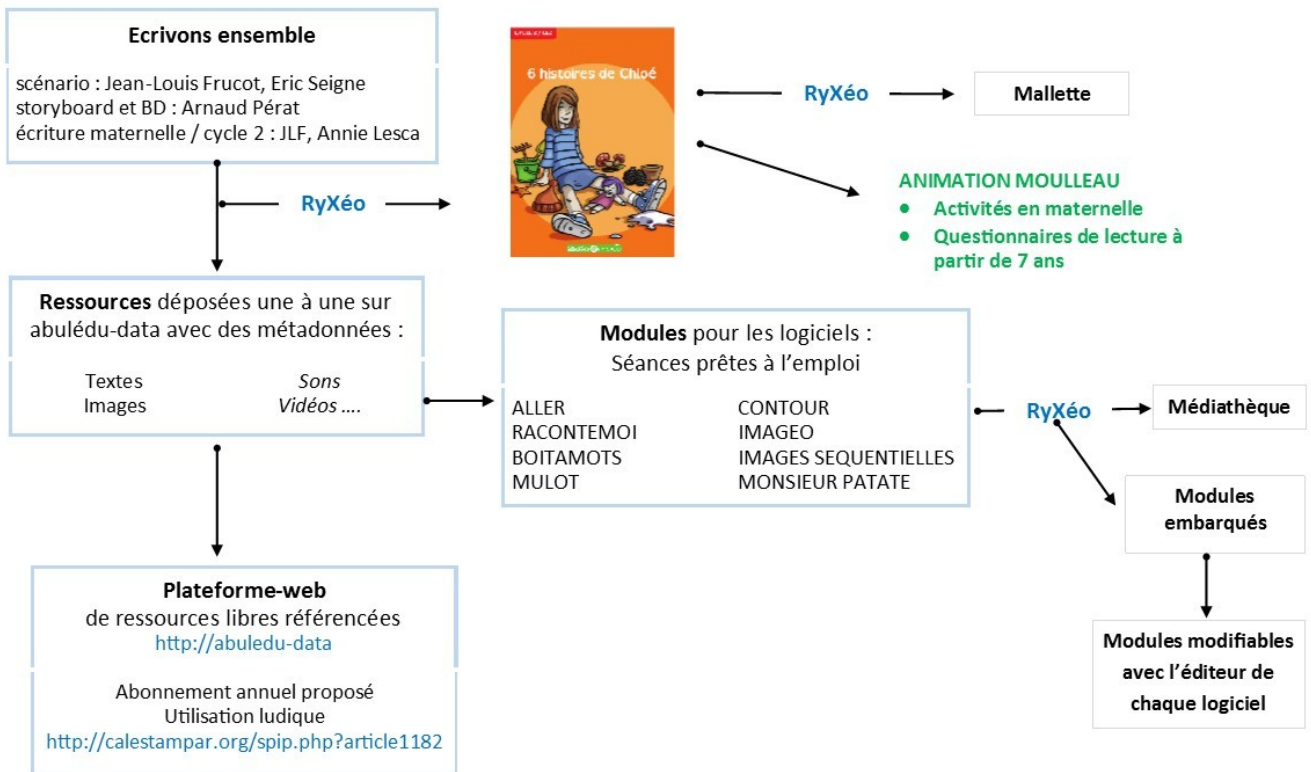 Ecrivons ensemble
scénario : Jean-Louis Frucot, Eric Seigne
storyboard et BD : Arnaud Pérat
écriture maternelle / cycle 2 : JLF, Annie Lesca
RyXéo
6 histoires de Chloé
RyXéo
Mallette
ANIMATION MOULLEAU
• Activités en maternelle
• Questionnaires de lecture à
partir de 7 ans
Ressources déposées une à une sur
abulédu-data avec des métadonnées :
Textes
Images
Sons
Vidéos ....
Modules pour les logiciels :
Séances prêtes à l’emploi
ALLER
RACONTEMOI
BOITAMOTS
MULOT
CONTOUR
IMAGEO
IMAGES SEQUENTIELLES
MONSIEUR PATATE
RyXéo
Médiathèque
Modules
embarqués
Modules modifiables
avec l’éditeur de
chaque logiciel
Plateforme-web
de ressources libres référencées
http://abuledu-data
Abonnement annuel proposé
Utilisation ludique
http://calestampar.org/spip.php?article1182